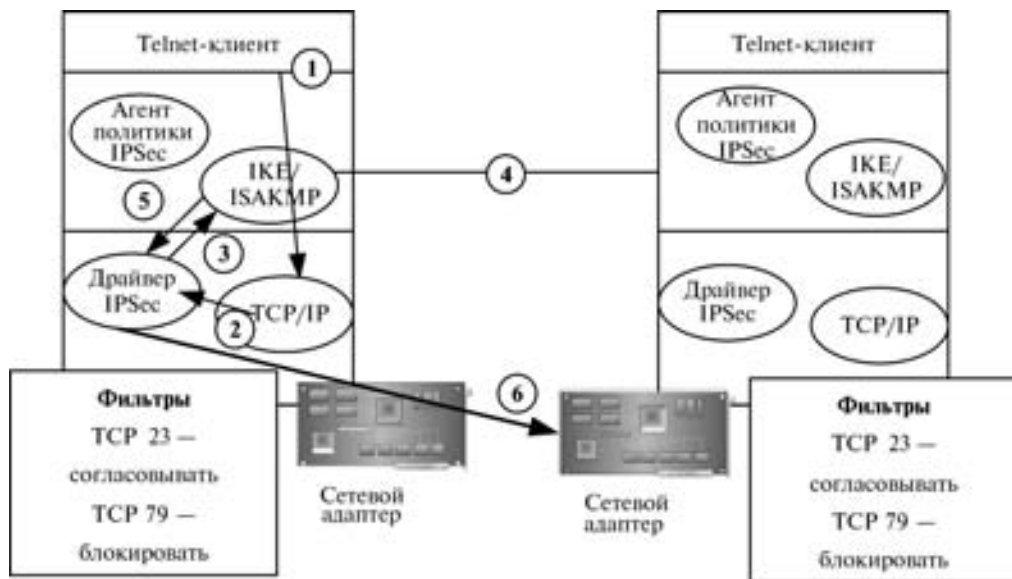 Telnet-клиент
1
Агент
политики
IPSec
IKE/
ISAKMP
5
3
Драйвер
IPSec
2
TCP/IP
Фильтры
TCP 23 —
согласовывать
TCP 79 —
блокировать
Сетевой
адаптер
4
6
Telnet-клиент
Агент
политики
IPSec
IKE/
ISAKMP
Драйвер
IPSec
TCP/IP
Сетевой
адаптер
Фильтры
TCP 23 —
согласовывать
TCP 79 —
блокировать